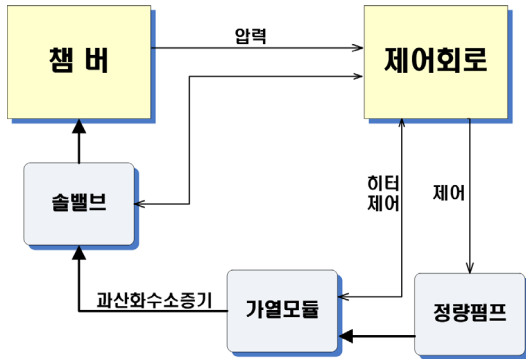 챔 버
압력
제어회로
솔밸브
히터
제어
제어
과산화수소증기
가열모듈
정량펌프